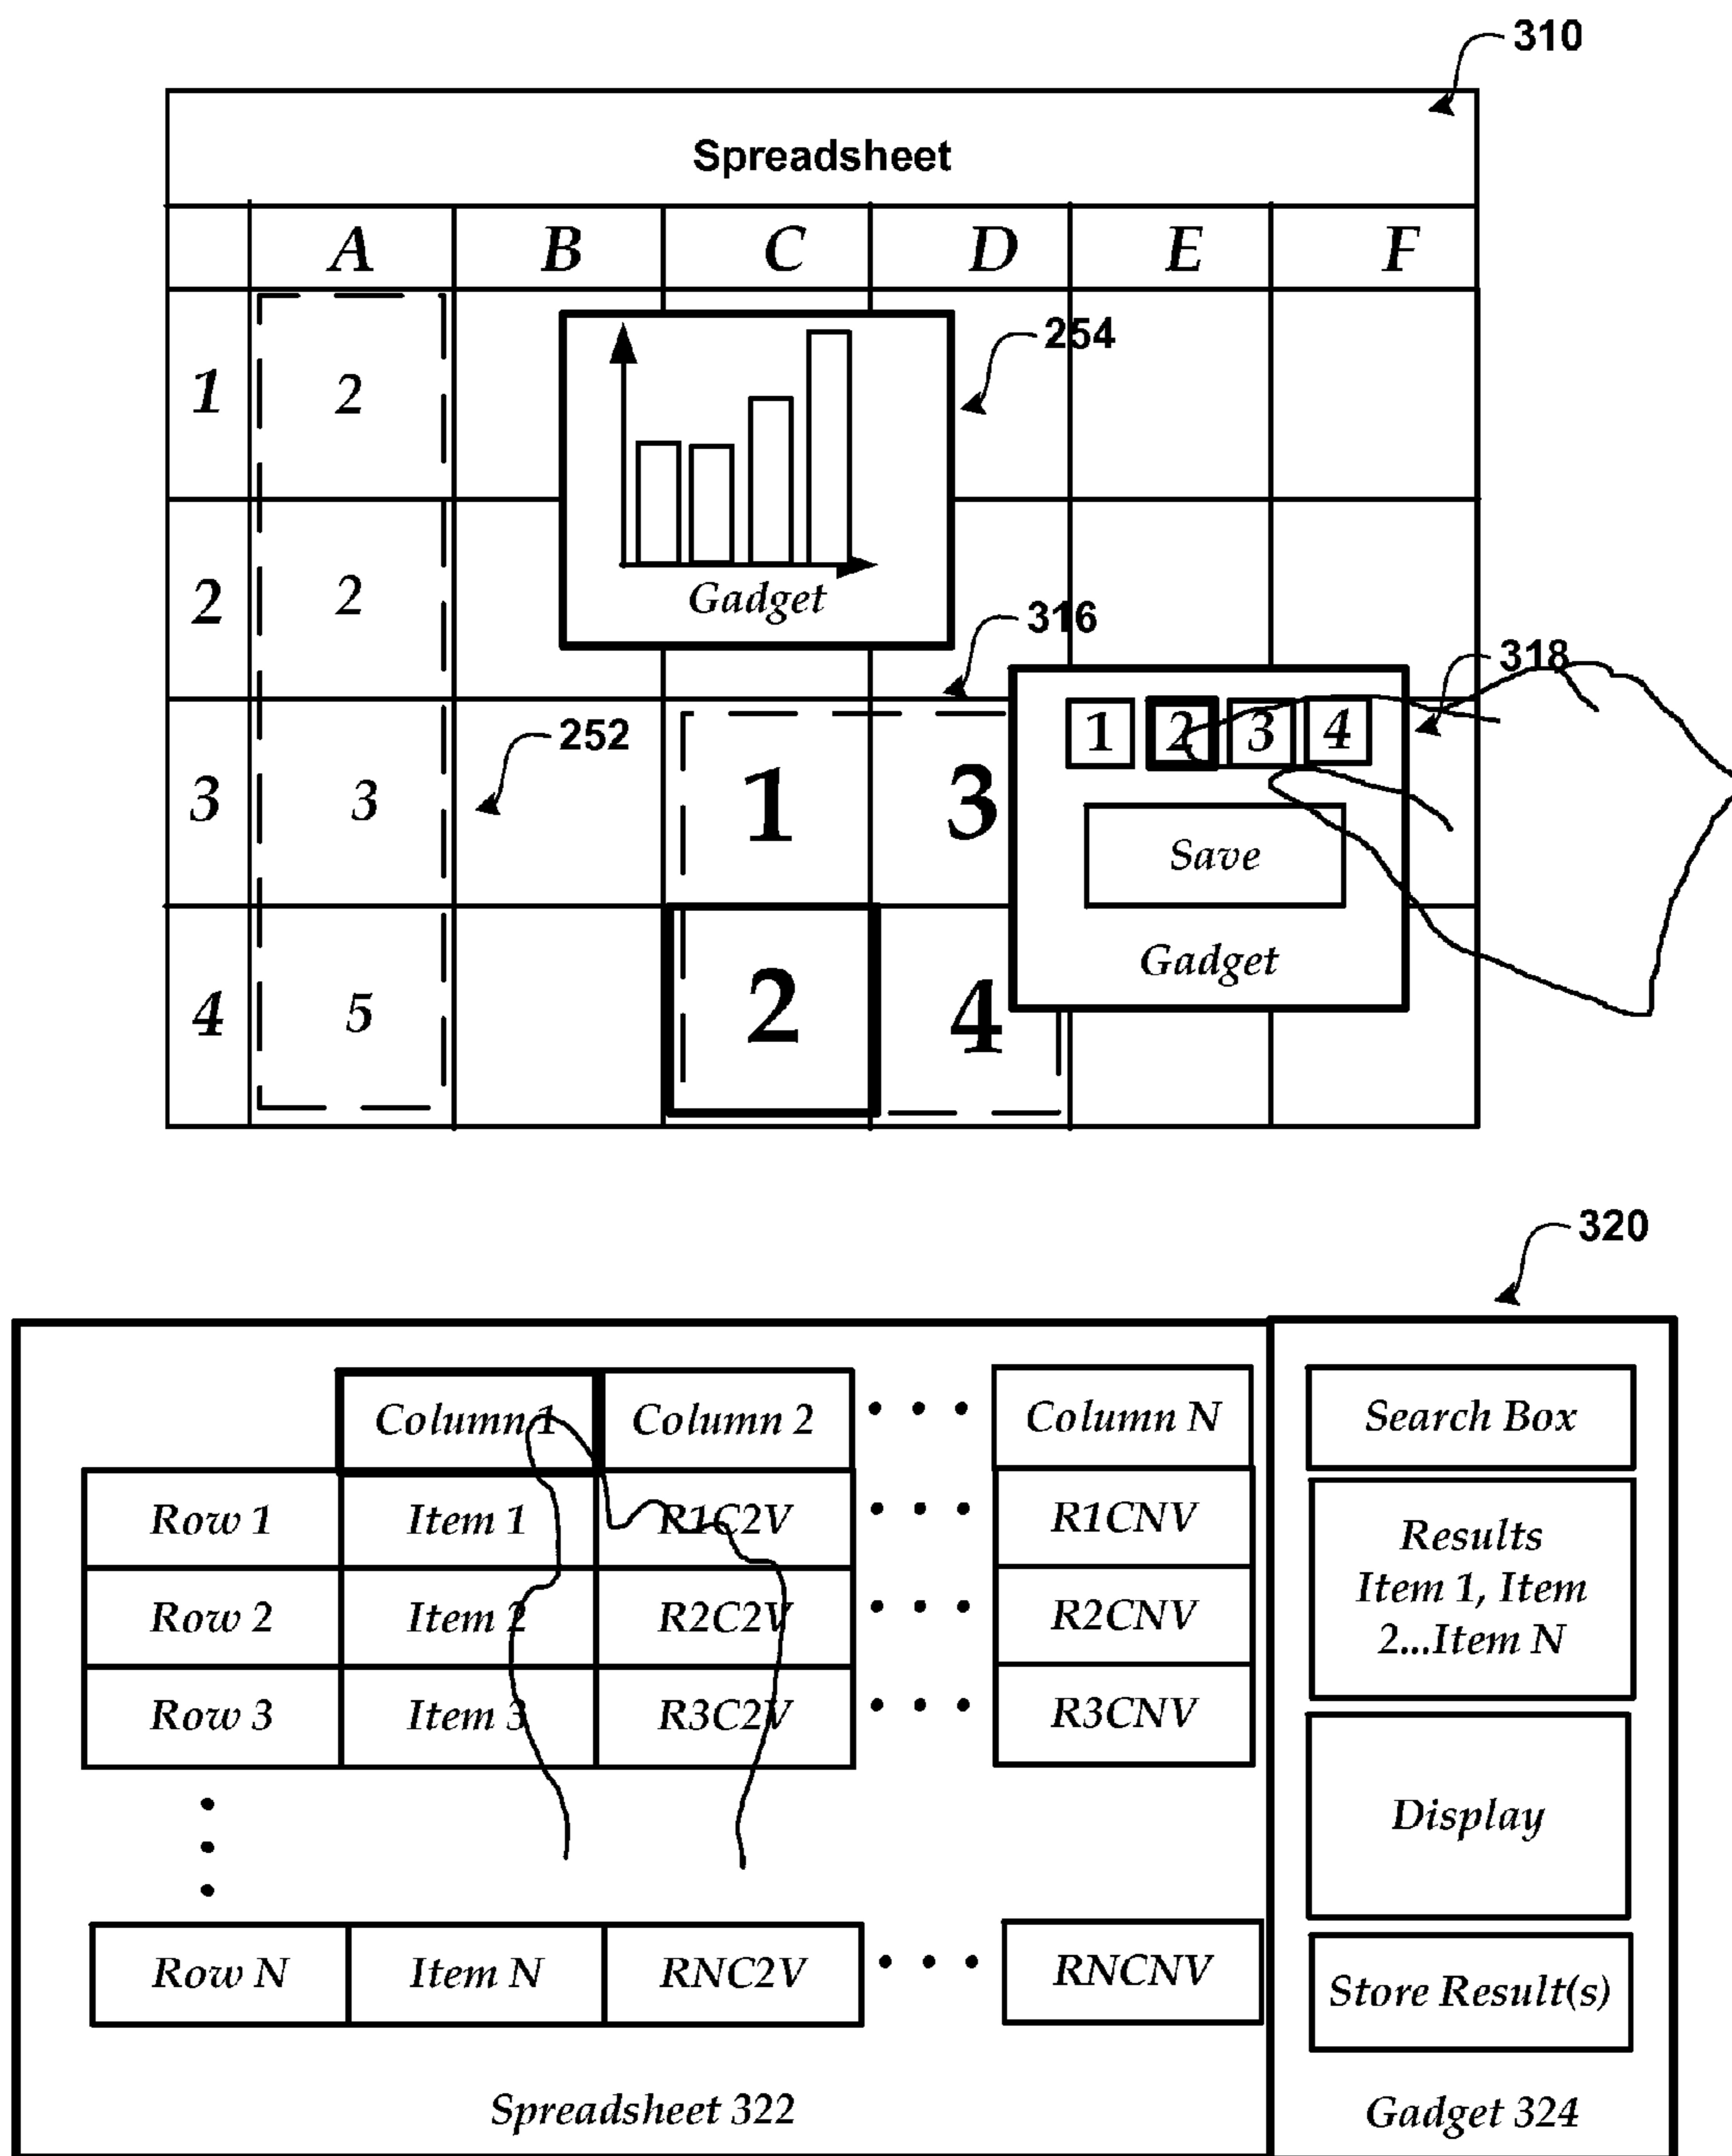 310
Spreadsheet
A B C D E F
254
1 2
Gadget
2 2
316
318
1 2 3 4
252
3 3 1 3
Save
Gadget
4 5 2 4
320
Column 1 Column 2 • • • Column N Search Box
Row 1 Item 1 R1C2V • • • R1CNV
Results
Item 1, Item
2...Item N
Row 2 Item 2 R2C2V • • • R2CNV
Row 3 Item 3 R3C2V • • • R3CNV
Display
Row N Item N RNC2V • • • RNCNV
Store Result(s)
Spreadsheet 322 Gadget 324